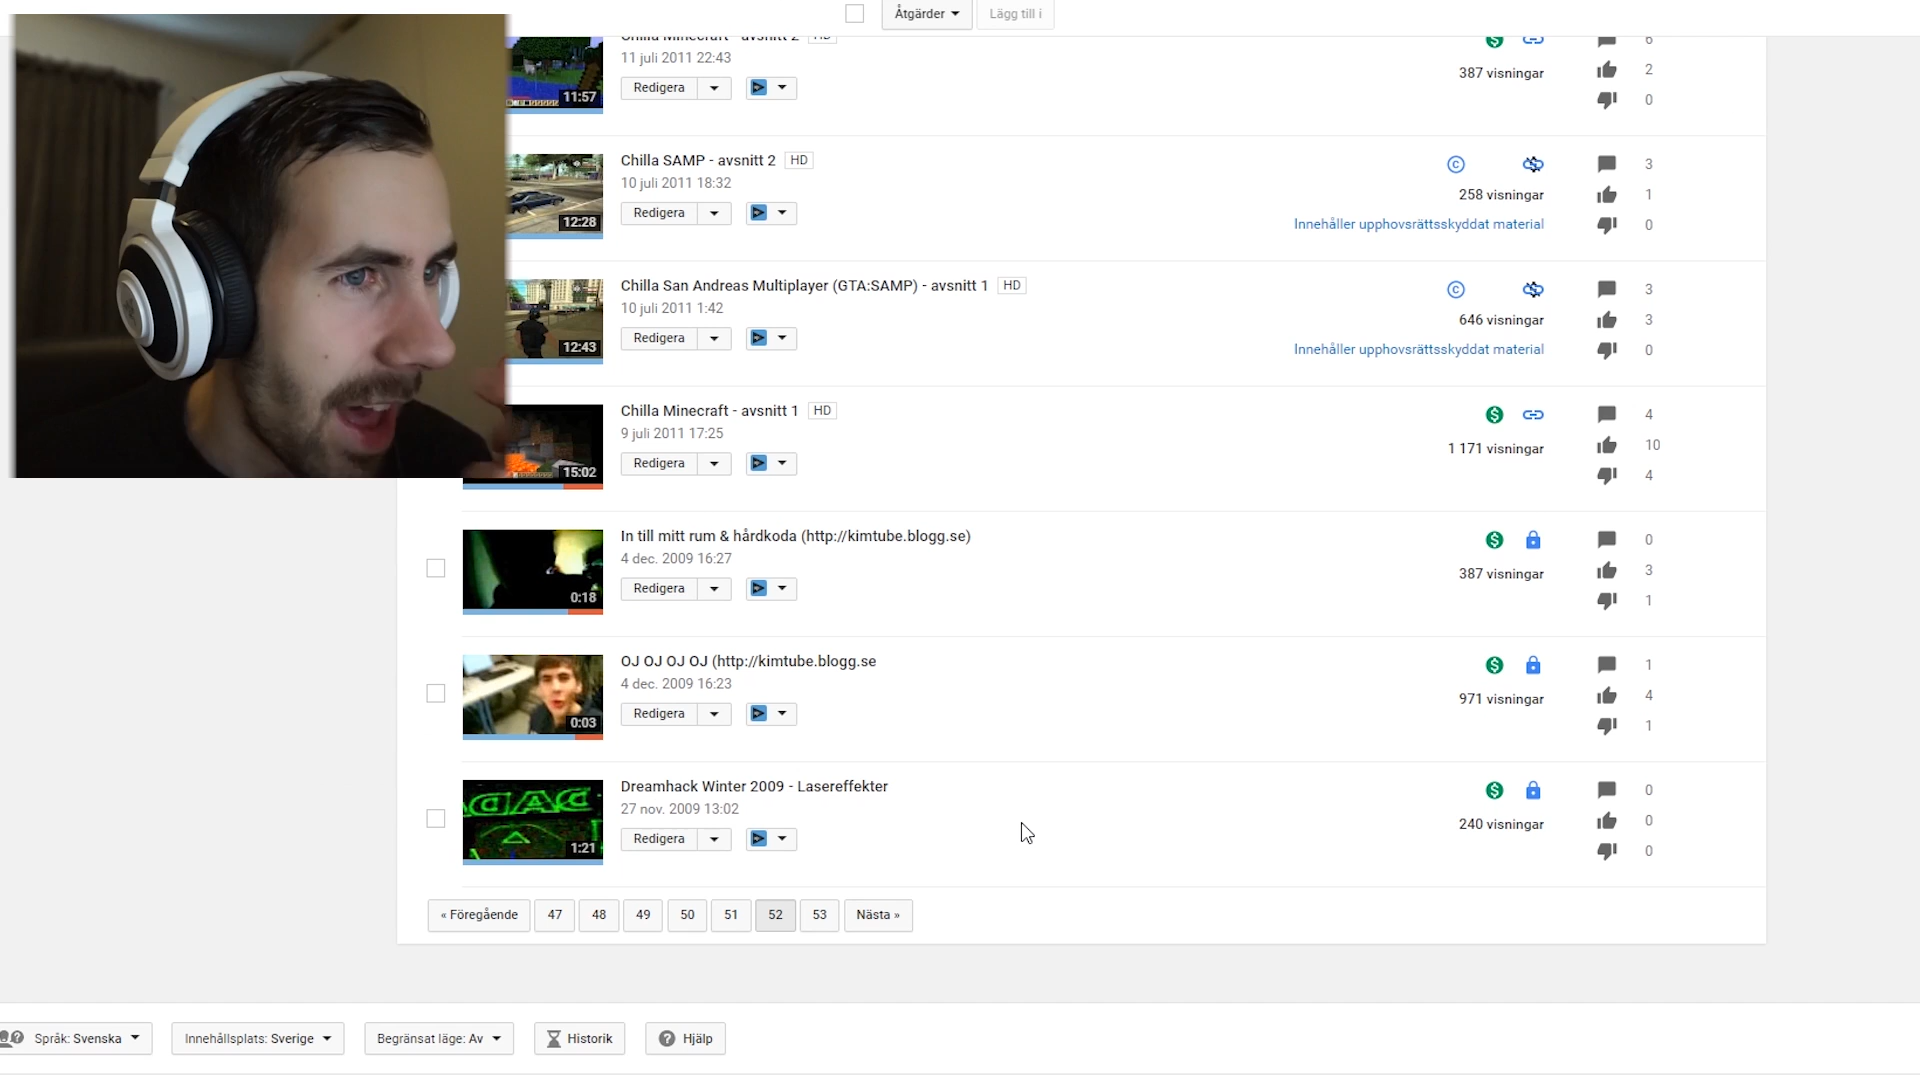 Åtgärder
Lägg till i
Chilla Minecraft - avsnitt 2 HD
11 juli 2011 22:43
6
387 visningar
2
Redigera
11:57
0
Chilla SAMP - avsnitt 2 HD
3
10 juli 2011 18:32
258 visningar
1
Redigera
12:28
Innehåller upphovsrättsskyddat material
0
Chilla San Andreas Multiplayer (GTA:SAMP) - avsnitt 1 HD
3
10 juli 2011 1:42
646 visningar
3
Redigera
12:43
Innehåller upphovsrättsskyddat material
0
Chilla Minecraft - avsnitt 1 HD
4
9 juli 2011 17:25
1 171 visningar
10
Redigera
15:02
4
In till mitt rum & hårdkoda (http://kimtube.blogg.se)
0
4 dec. 2009 16:27
387 visningar
3
Redigera
0:18
1
OJ OJ OJ OJ (http://kimtube.blogg.se
1
4 dec. 2009 16:23
971 visningar
4
Redigera
0:03
1
Dreamhack Winter 2009 - Lasereffekter
0
27 nov. 2009 13:02
240 visningar
0
Redigera
1:21
0
« Föregående 47 48 49 50 51 52 53 Nästa »
Språk: Svenska
Innehållsplats: Sverige
Begränsat läge: Av
Historik
Hjälp